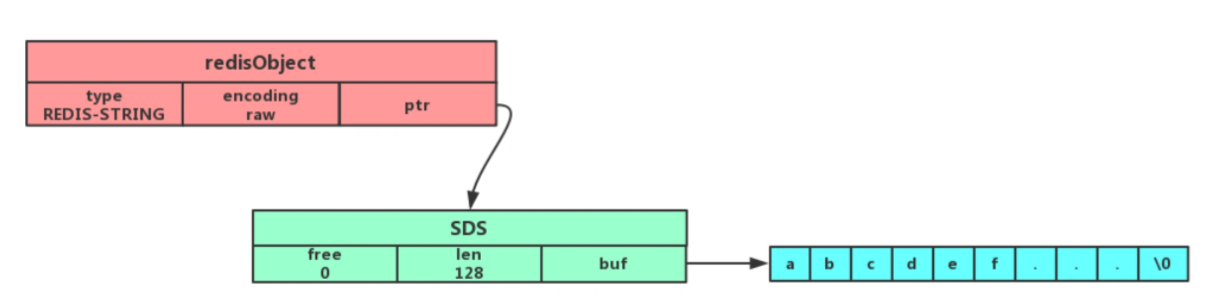 redisObject
type encoding ptr
REDIS-STRING raw
SDS
free len buf
0 128
a b c d e f . . . \0